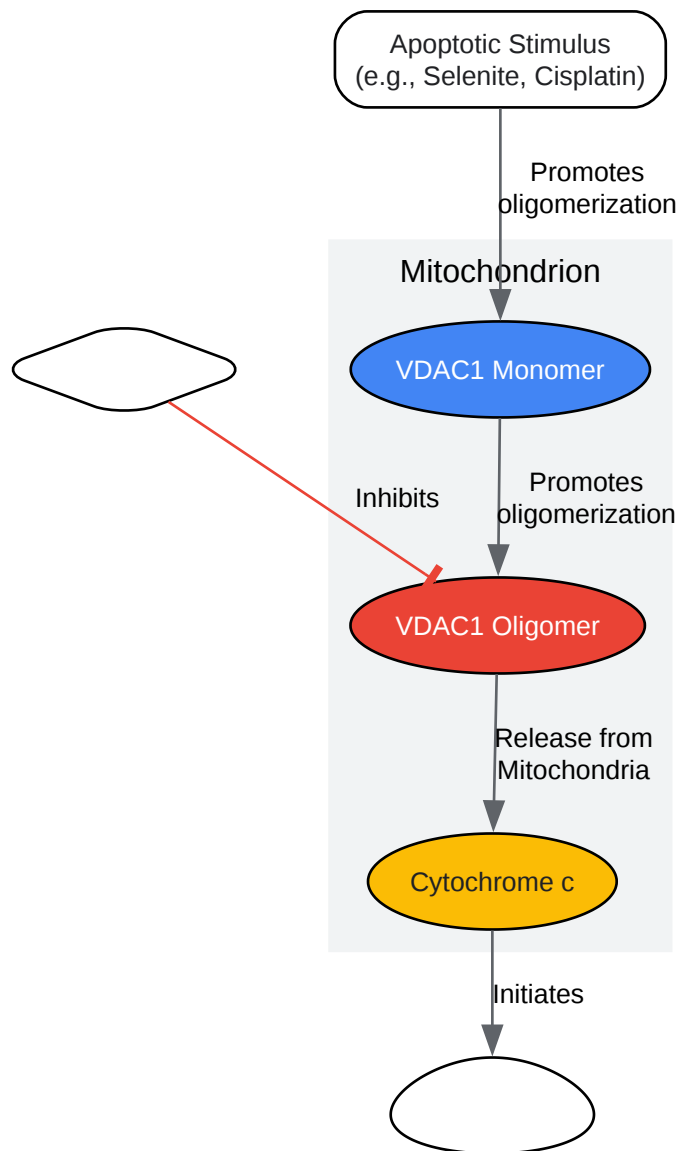 Apoptotic Stimulus
(e.g., Selenite, Cisplatin)
Promotes
oligomerization
Mitochondrion
VDAC1 Monomer
Inhibits
Promotes
oligomerization
VDAC1 Oligomer
Release from
Mitochondria
Cytochrome c
Initiates